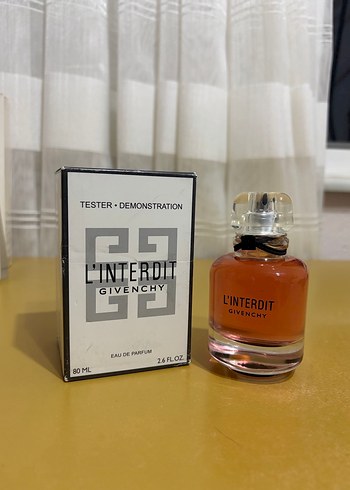 TESTER • DEMONSTRATION
L'INTERDIT
GIVENCHY
EAU DE PARFUM
80 ML
2.6 FL.OZ.
L'INTERDIT
GIVENCHY